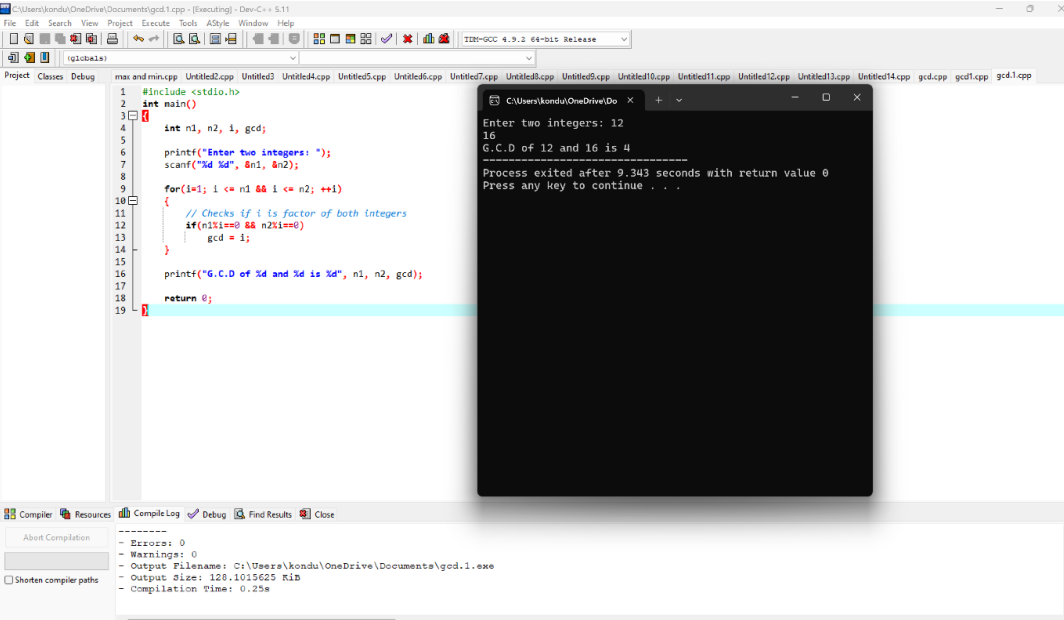 C:\Users\kondu\OneDrive\Documents\gcd.1.cpp - [Executing] - Dev-C++ 5.11
File Edit Search View Project Execute Tools AStyle Window Help
TDM-GCC 4.9.2 64-bit Release
(globals)
Project Classes Debug
max and min.cpp Untitled2.cpp Untitled3 Untitled4.cpp Untitled5.cpp Untitled6.cpp Untitled7.cpp Untitled8.cpp Untitled9.cpp Untitled10.cpp Untitled11.cpp Untitled12.cpp Untitled13.cpp Untitled14.cpp gcd.cpp gcd1.cpp gcd.1.cpp
1 #include <stdio.h>
2 int main()
3 {
4 int n1, n2, i, gcd;
5
6 printf("Enter two integers: ");
7 scanf("%d %d", &n1, &n2);
8
9 for(i=1; i <= n1 && i <= n2; ++i)
10 {
11 // Checks if i is factor of both integers
12 if(n1%i==0 && n2%i==0)
13 gcd = i;
14 }
15
16 printf("G.C.D of %d and %d is %d", n1, n2, gcd);
17
18 return 0;
19 }
C:\Users\kondu\OneDrive\Do
Enter two integers: 12
16
G.C.D of 12 and 16 is 4
--------------------------------
Process exited after 9.343 seconds with return value 0
Press any key to continue . . .
Compiler Resources Compile Log Debug Find Results Close
Abort Compilation
Shorten compiler paths
--------
- Errors: 0
- Warnings: 0
- Output Filename: C:\Users\kondu\OneDrive\Documents\gcd.1.exe
- Output Size: 128.1015625 KiB
- Compilation Time: 0.25s